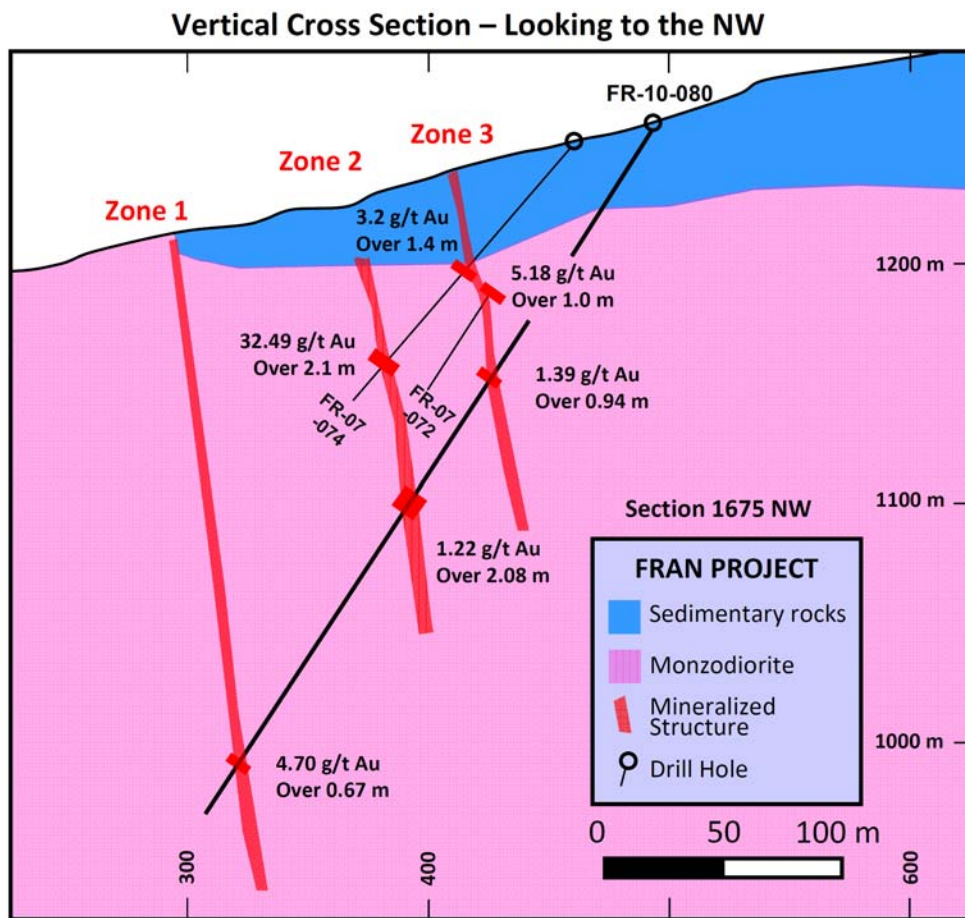 Vertical Cross Section – Looking to the NW
FR-10-080
Zone 3
Zone 2
Zone 1
3.2 g/t Au
Over 1.4 m
5.18 g/t Au
Over 1.0 m
1200 m
32.49 g/t Au
Over 2.1 m
FR-07
-074
FR-07
-072
1.39 g/t Au
Over 0.94 m
1100 m
Section 1675 NW
1.22 g/t Au
Over 2.08 m
FRAN PROJECT
Sedimentary rocks
Monzodiorite
Mineralized
Structure
Drill Hole
1000 m
4.70 g/t Au
Over 0.67 m
0 50 100 m
300
400
600